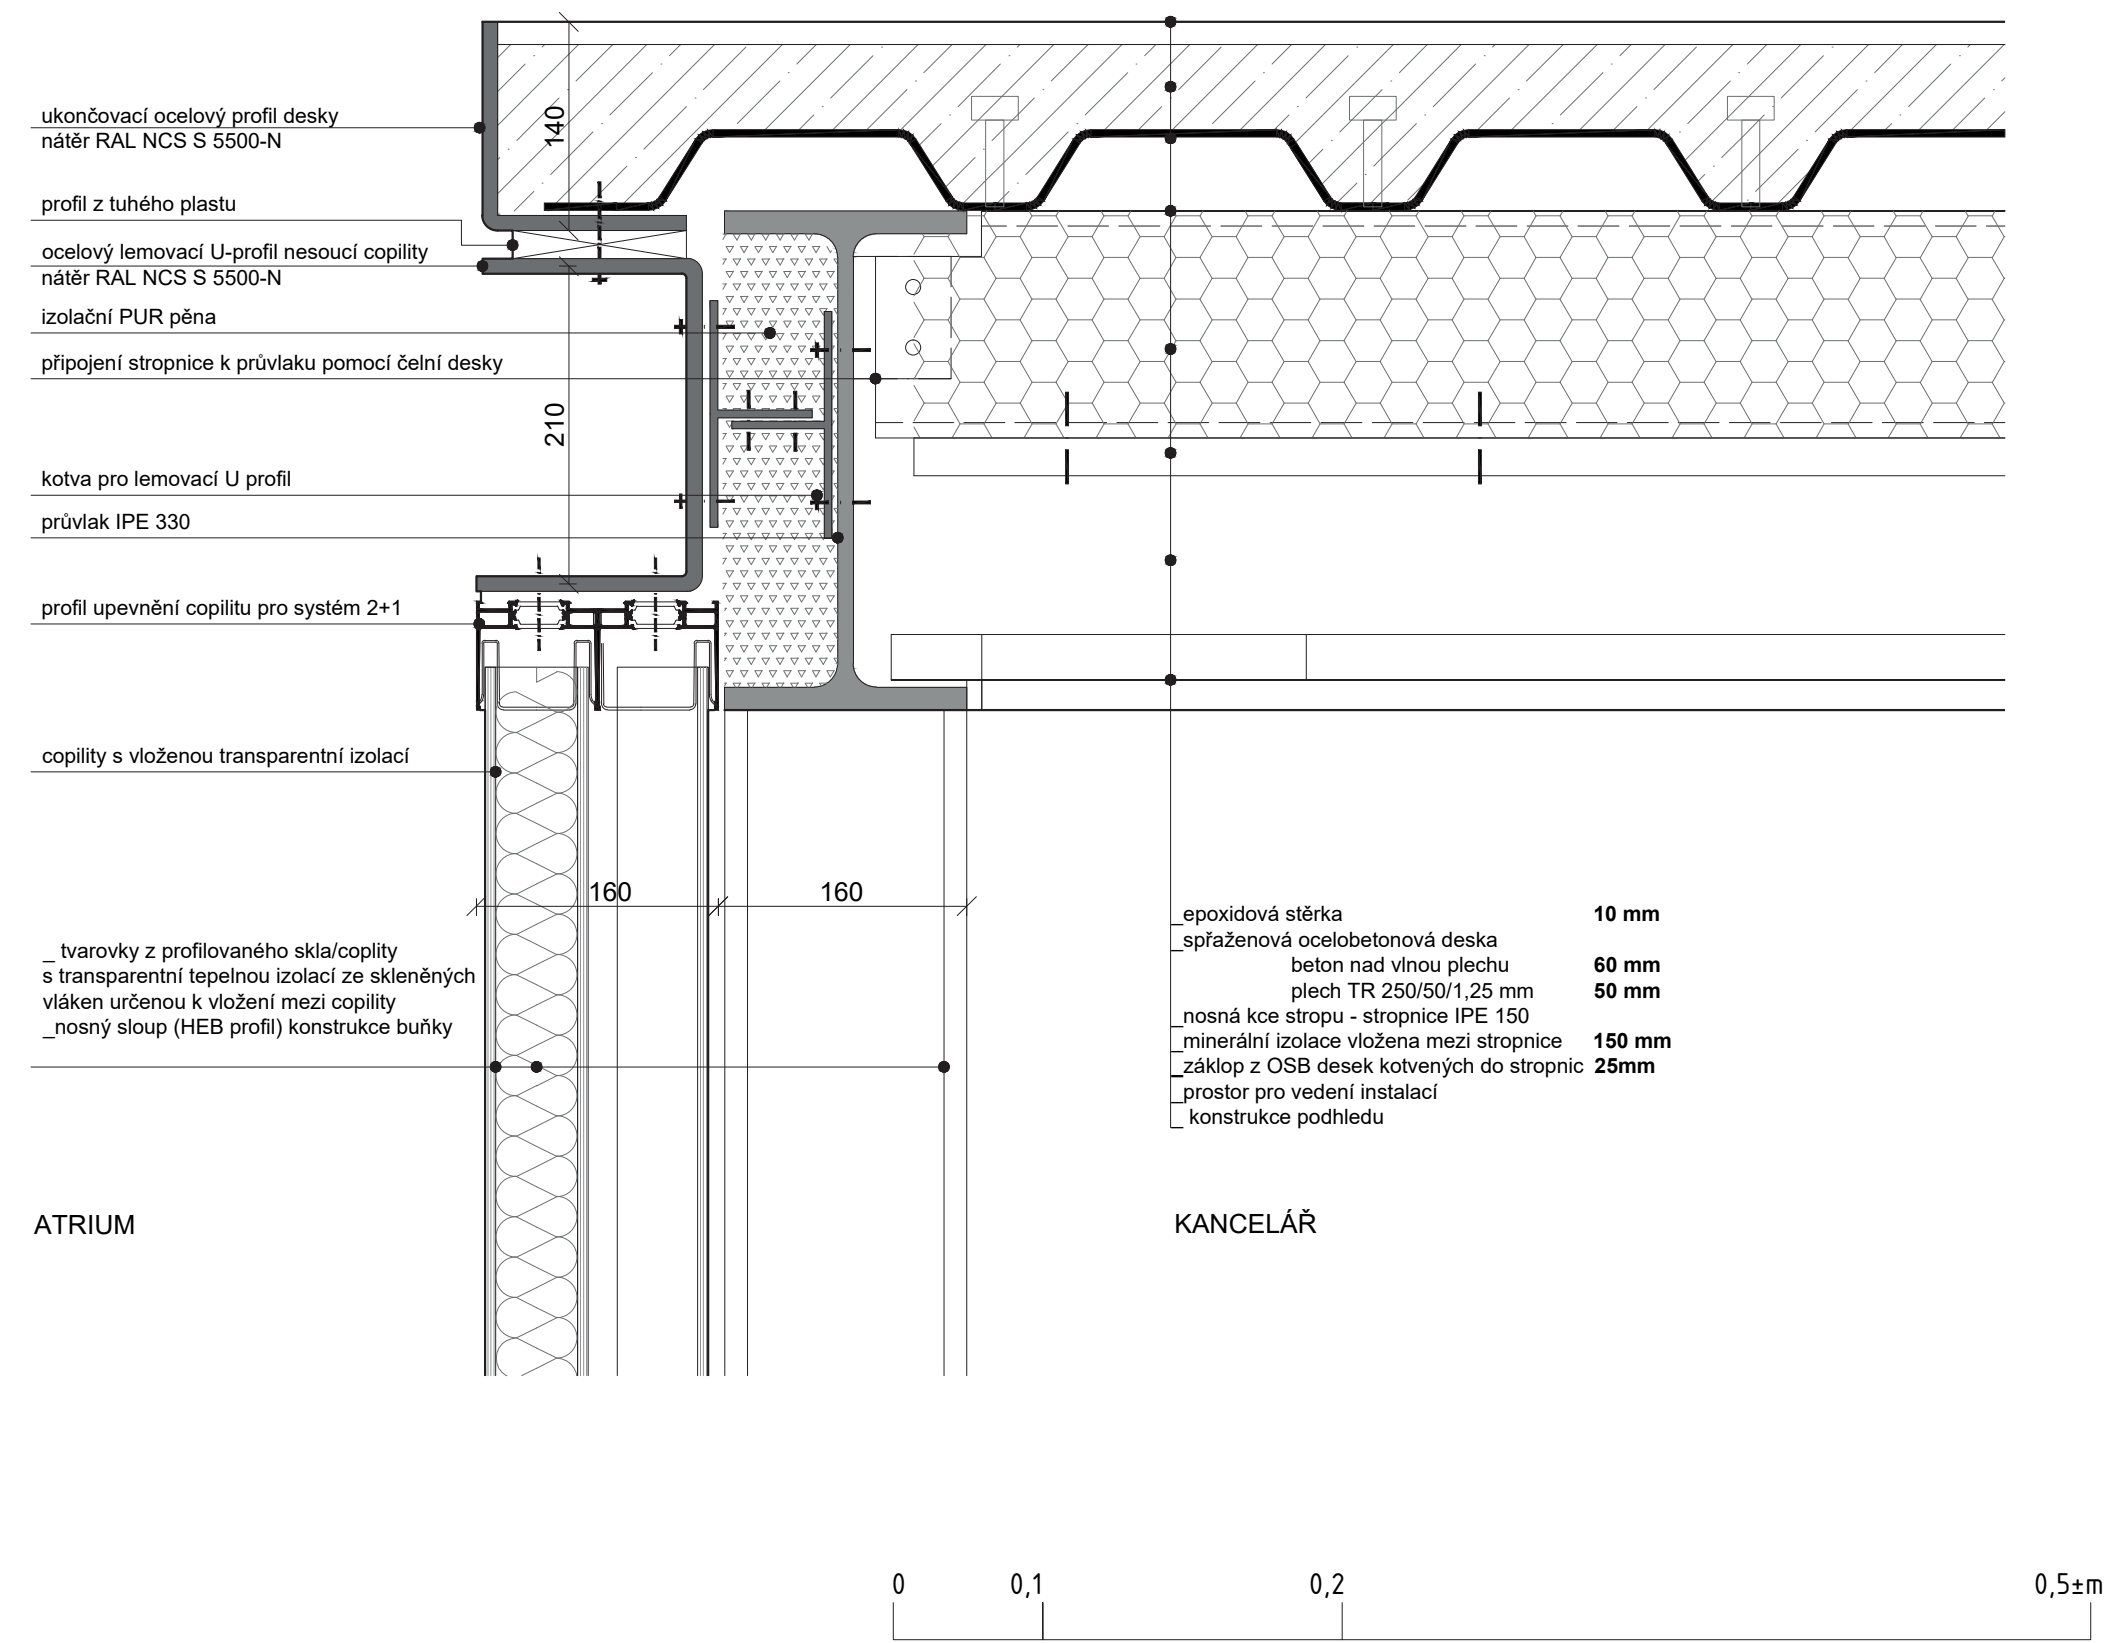 140
ukončovací ocelový profil desky
nátěr RAL NCS S 5500-N
profil z tuhého plastu
ocelový lemovací U-profil nesoucí copility
nátěr RAL NCS S 5500-N
izolační PUR pěna
připojení stropnice k průvlaku pomocí čelní desky
210
kotva pro lemovací U profil
průvlak IPE 330
profil upevnění copilitu pro systém 2+1
copility s vloženou transparentní izolací
160 160
_ tvarovky z profilovaného skla/coplity
s transparentní tepelnou izolací ze skleněných
vláken určenou k vložení mezi copility
_nosný sloup (HEB profil) konstrukce buňky
_epoxidová stěrka 10 mm
_spřaženová ocelobetonová deska
beton nad vlnou plechu 60 mm
plech TR 250/50/1,25 mm 50 mm
_nosná kce stropu - stropnice IPE 150
_minerální izolace vložena mezi stropnice 150 mm
_záklop z OSB desek kotvených do stropnic 25mm
_prostor pro vedení instalací
_ konstrukce podhledu
ATRIUM
KANCELÁŘ
0 0,1 0,2 0,5±m